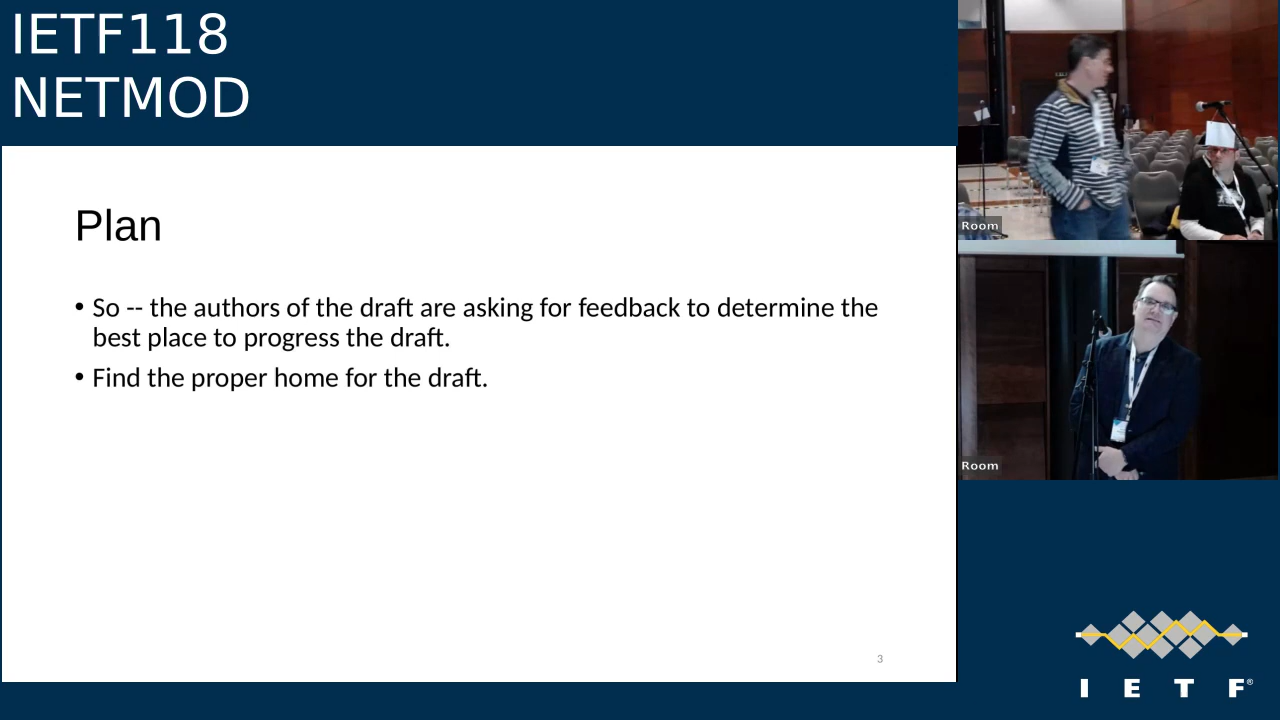 IETF118
NETMOD
Plan
• So -- the authors of the draft are asking for feedback to determine the
best place to progress the draft.
• Find the proper home for the draft.
3
Room
Room
I E T F®